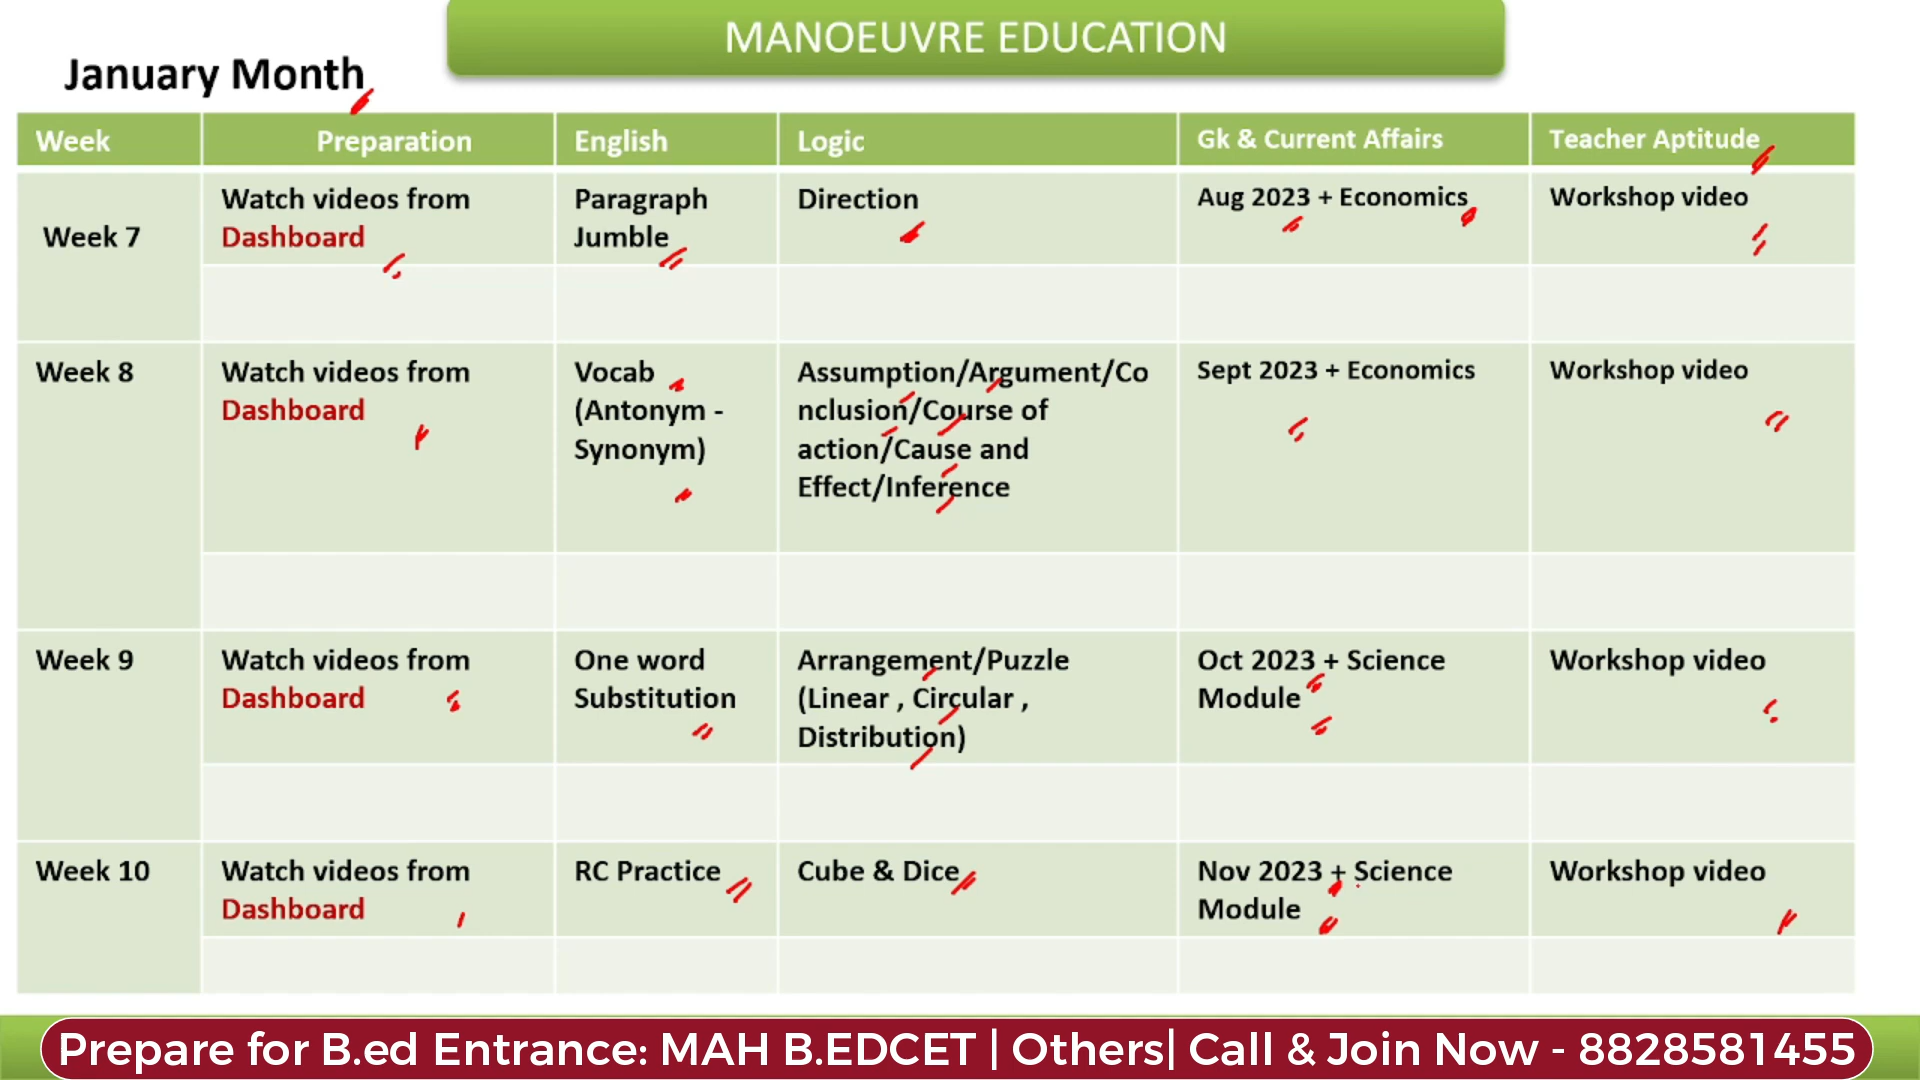 MANOEUVRE EDUCATION
January Month
Week Preparation English Logic Gk & Current Affairs Teacher Aptitude
Week 7
Watch videos from
Dashboard
Paragraph
Jumble
Direction
Aug 2023 + Economics
Workshop video
Week 8
Watch videos from
Dashboard
Vocab
(Antonym -
Synonym)
Assumption/Argument/Co
nclusion/Course of
action/Cause and
Effect/Inference
Sept 2023 + Economics
Workshop video
Week 9
Watch videos from
Dashboard
One word
Substitution
Arrangement/Puzzle
(Linear , Circular ,
Distribution)
Oct 2023 + Science
Module
Workshop video
Week 10
Watch videos from
Dashboard
RC Practice
Cube & Dice
Nov 2023 + Science
Module
Workshop video
Prepare for B.ed Entrance: MAH B.EDCET | Others| Call & Join Now - 8828581455